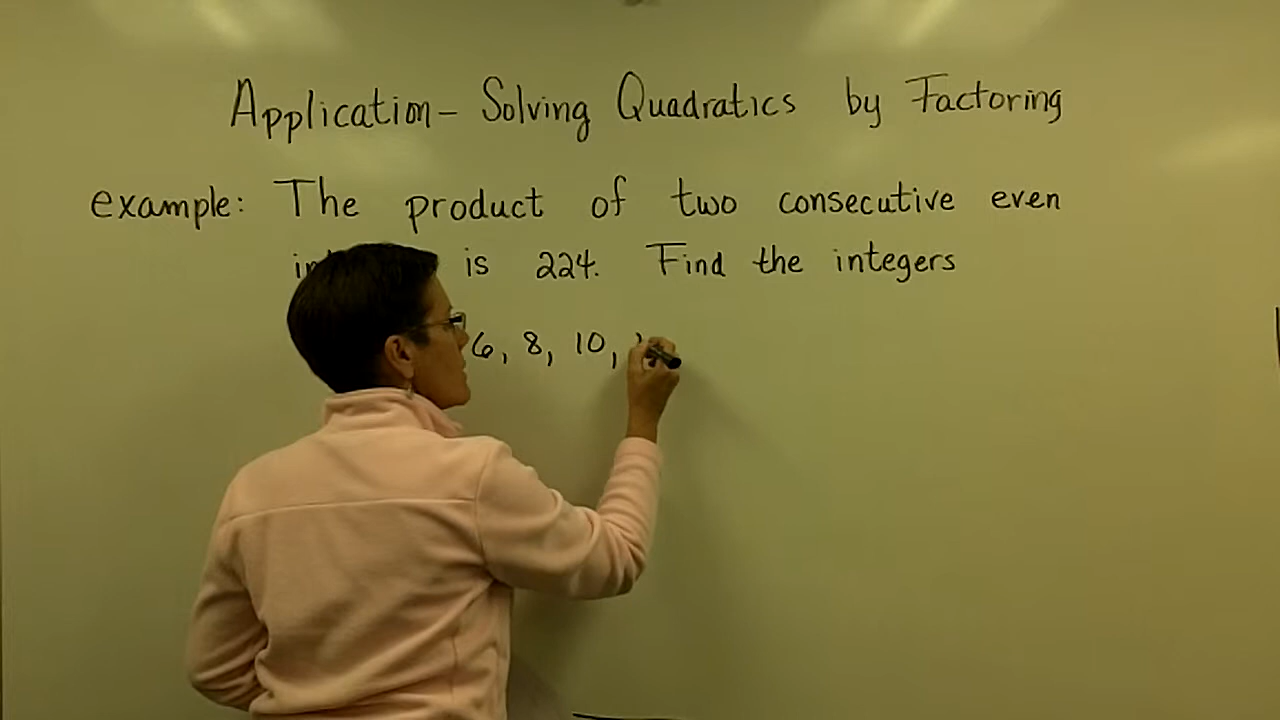 Application - Solving Quadratics by Factoring
example: The product of two consecutive even
is 224. Find the integers
6, 8, 10,